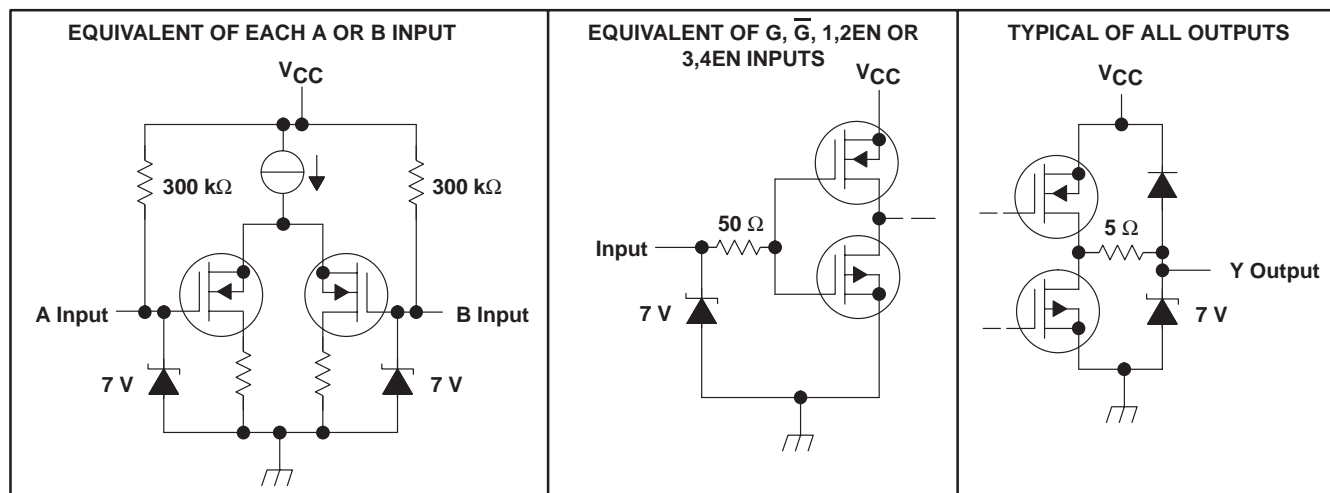 EQUIVALENT OF EACH A OR B INPUT
VCC
300 kΩ
300 kΩ
A Input
B Input
7 V
7 V
EQUIVALENT OF G, G̅, 1,2EN OR
3,4EN INPUTS
VCC
50 Ω
Input
7 V
TYPICAL OF ALL OUTPUTS
VCC
5 Ω
Y Output
7 V